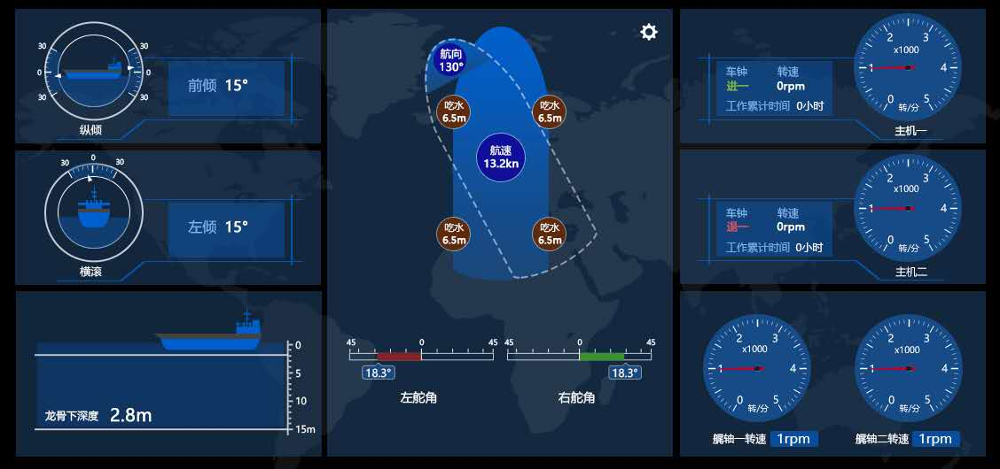 30
30
0
0
30
30
前倾 15°
纵倾
30
0
30
左倾 15°
横滚
0
5
10
15m
龙骨下深度 2.8m
航向
130°
吃水
6.5m
吃水
6.5m
航速
13.2kn
吃水
6.5m
吃水
6.5m
45
0
45
18.3°
左舵角
45
0
45
18.3°
右舵角
车钟
转速
进一
0rpm
工作累计时间 0小时
0
1
2
3
4
5
x1000
转/分
主机一
车钟
转速
退一
0rpm
工作累计时间 0小时
0
1
2
3
4
5
x1000
转/分
主机二
0
1
2
3
4
5
x1000
转/分
艉轴一转速 1rpm
0
1
2
3
4
5
x1000
转/分
艉轴二转速 1rpm